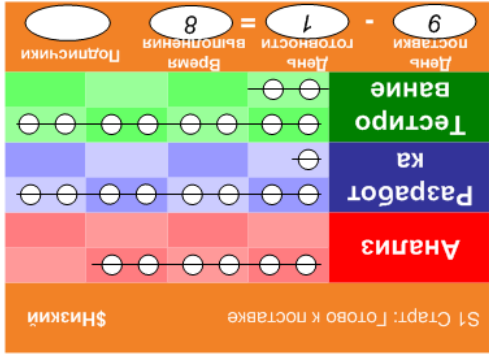 S1 Старт: Готово к поставке $Низкий
Анализ
Разработ
ка
Тестиро
вание
День
поставки
День
готовности
Время
выполнения
Подписчики
9 - 1 = 8